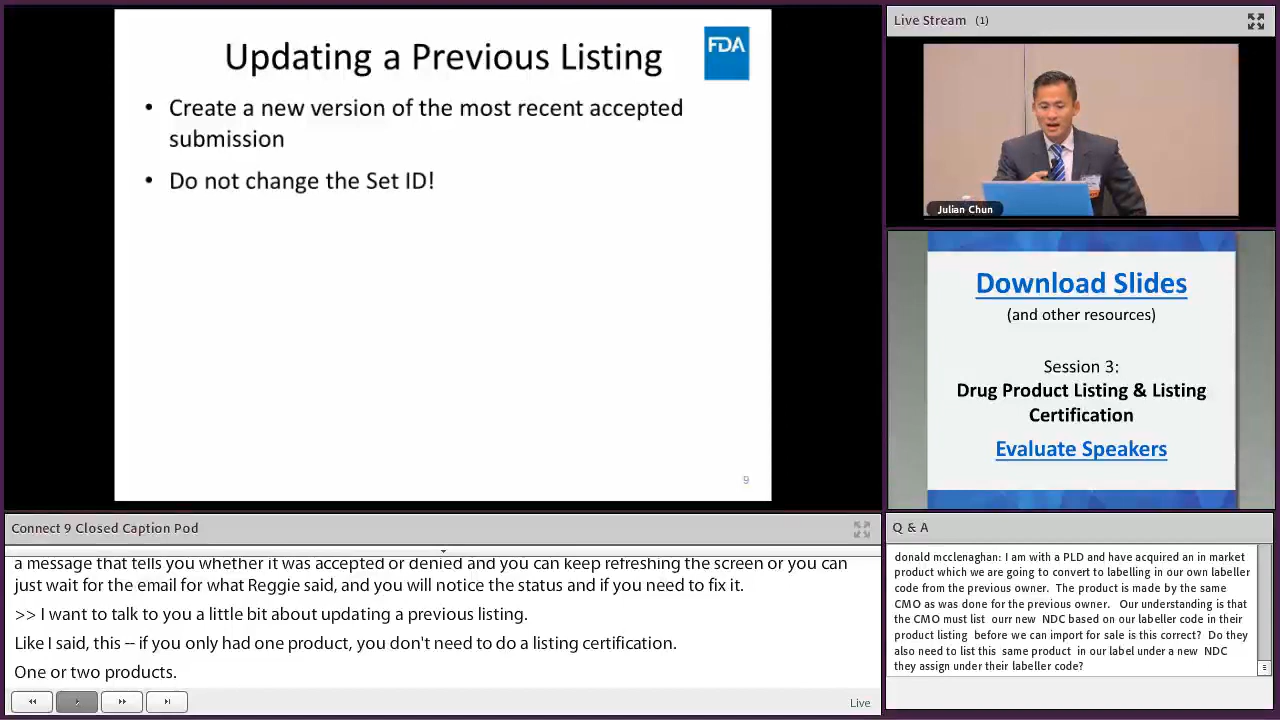 Updating a Previous Listing
FDA
• Create a new version of the most recent accepted
submission
• Do not change the Set ID!
9
Live Stream (1)
Julian Chun
Download Slides
(and other resources)
Session 3:
Drug Product Listing & Listing
Certification
Evaluate Speakers
Connect 9 Closed Caption Pod
a message that tells you whether it was accepted or denied and you can keep refreshing the screen or you can
just wait for the email for what Reggie said, and you will notice the status and if you need to fix it.
>> I want to talk to you a little bit about updating a previous listing.
Like I said, this -- if you only had one product, you don't need to do a listing certification.
One or two products.
Live
Q & A
donald mcclenaghan: I am with a PLD and have acquired an in market
product which we are going to convert to labelling in our own labeller
code from the previous owner. The product is made by the same
CMO as was done for the previous owner. Our understanding is that
the CMO must list ourr new NDC based on our labeller code in their
product listing before we can import for sale is this correct? Do they
also need to list this same product in our label under a new NDC
they assign under their labeller code?